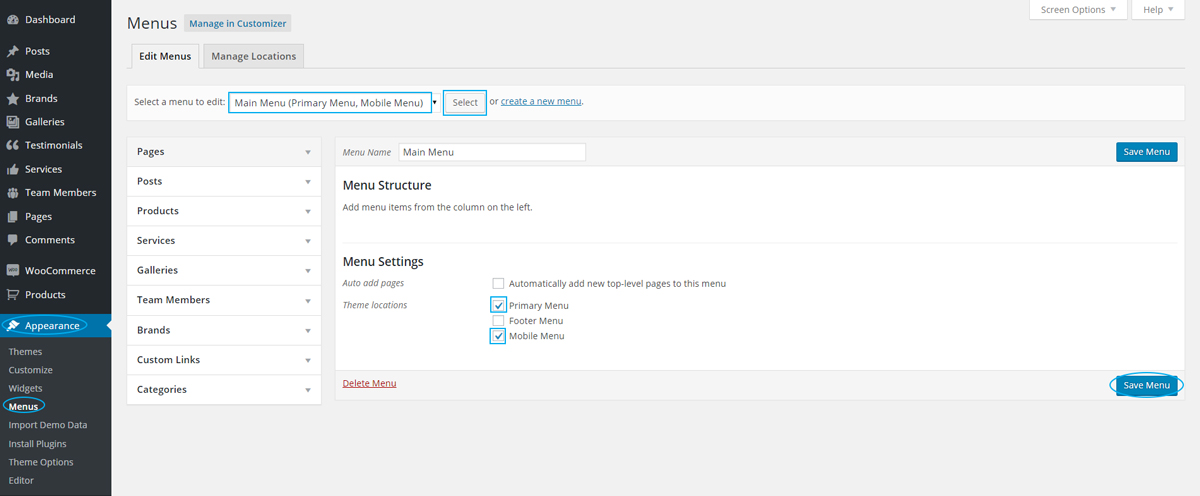 Dashboard
Posts
Media
Brands
Galleries
Testimonials
Services
Team Members
Pages
Comments
WooCommerce
Products
Appearance
Themes
Customize
Widgets
Menus
Import Demo Data
Install Plugins
Theme Options
Editor
Screen Options Help
Menus Manage in Customizer
Edit Menus Manage Locations
Select a menu to edit: Main Menu (Primary Menu, Mobile Menu) Select or create a new menu.
Pages
Posts
Products
Services
Galleries
Team Members
Brands
Custom Links
Categories
Menu Name Main Menu Save Menu
Menu Structure
Add menu items from the column on the left.
Menu Settings
Auto add pages Automatically add new top-level pages to this menu
Theme locations Primary Menu
Footer Menu
Mobile Menu
Delete Menu Save Menu